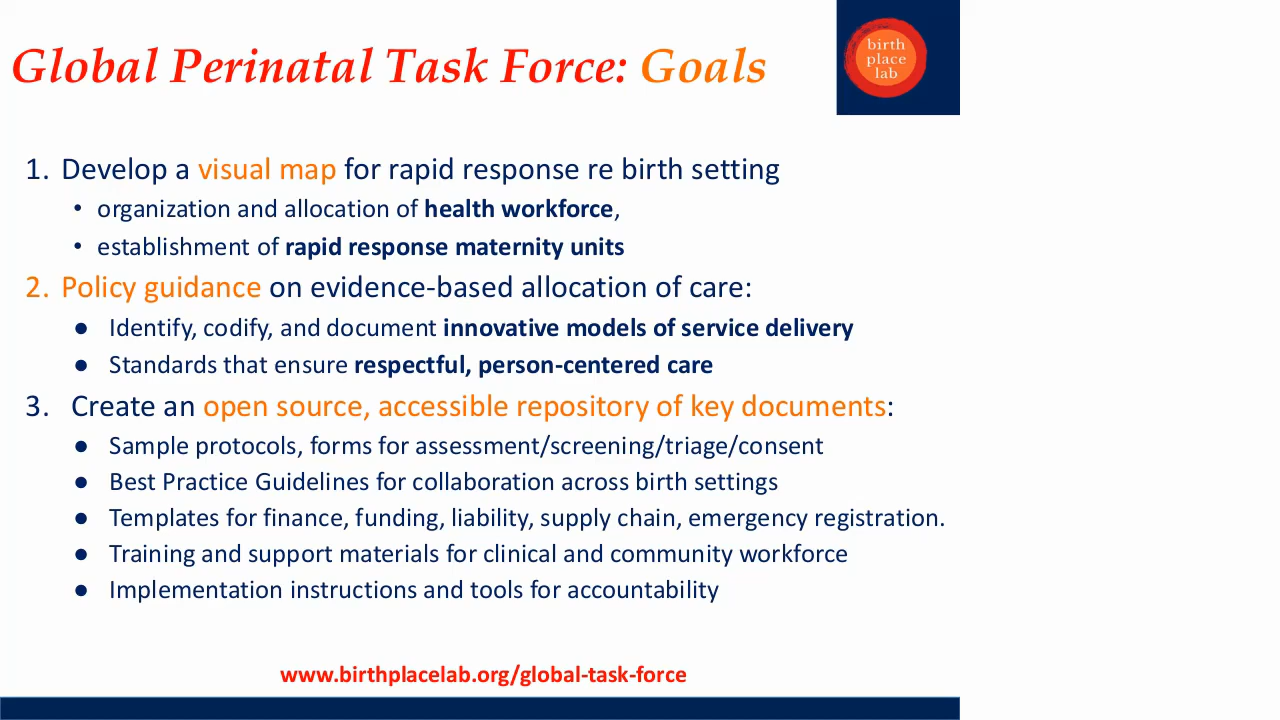 Global Perinatal Task Force: Goals
birth
place
lab
1. Develop a visual map for rapid response re birth setting
• organization and allocation of health workforce,
• establishment of rapid response maternity units
2. Policy guidance on evidence-based allocation of care:
● Identify, codify, and document innovative models of service delivery
● Standards that ensure respectful, person-centered care
3. Create an open source, accessible repository of key documents:
● Sample protocols, forms for assessment/screening/triage/consent
● Best Practice Guidelines for collaboration across birth settings
● Templates for finance, funding, liability, supply chain, emergency registration.
● Training and support materials for clinical and community workforce
● Implementation instructions and tools for accountability
www.birthplacelab.org/global-task-force